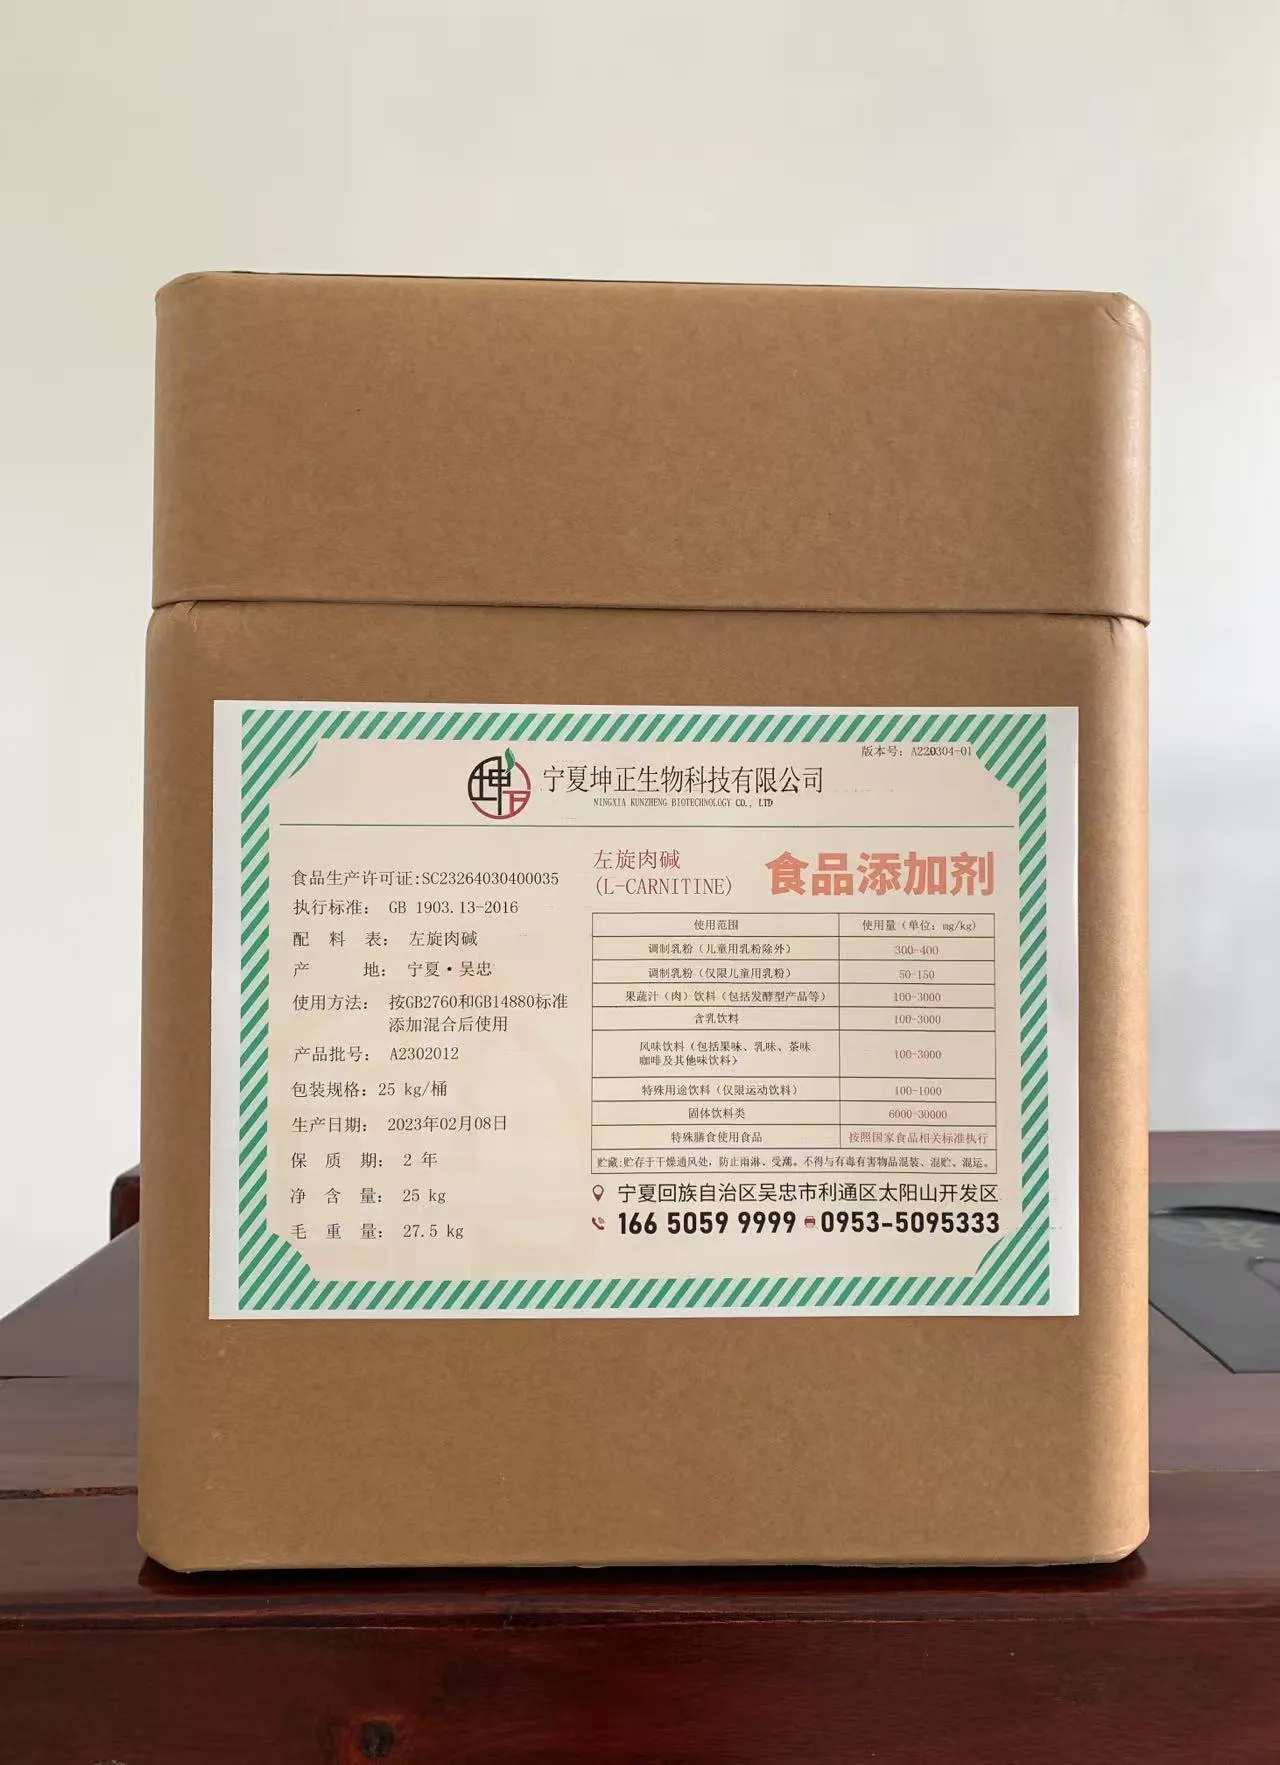 版本号：A220304-01
坤正
宁夏坤正生物科技有限公司
NINGXIA KUNZHENG BIOTECHNOLOGY CO., LTD
食品生产许可证:SC23264030400035
执行标准： GB 1903.13-2016
配 料 表： 左旋肉碱
产 地： 宁夏·吴忠
使用方法： 按GB2760和GB14880标准
添加混合后使用
产品批号： A2302012
包装规格：25 kg/桶
生产日期： 2023年02月08日
保 质 期： 2 年
净 含 量： 25 kg
毛 重 量： 27.5 kg
左旋肉碱
(L-CARNITINE)
食品添加剂
使用范围 使用量（单位：mg/kg）
调制乳粉（儿童用乳粉除外） 300-400
调制乳粉（仅限儿童用乳粉） 50-150
果蔬汁（肉）饮料（包括发酵型产品等） 100-3000
含乳饮料 100-3000
风味饮料（包括果味、乳味、茶味
咖啡及其他味饮料） 100-3000
特殊用途饮料（仅限运动饮料） 100-1000
固体饮料类 6000-30000
特殊膳食使用食品 按照国家食品相关标准执行
贮藏:贮存于干燥通风处，防止雨淋、受潮。不得与有毒有害物品混装、混贮、混运。
宁夏回族自治区吴忠市利通区太阳山开发区
166 5059 9999 0953-5095333